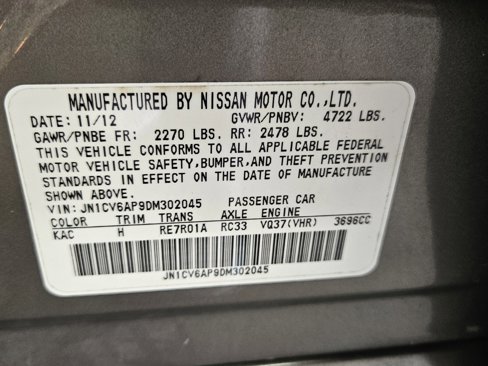 MANUFACTURED BY NISSAN MOTOR CO.,LTD.
DATE: 11/12 GVWR/PNBV: 4722 LBS.
GAWR/PNBE FR: 2270 LBS. RR: 2478 LBS.
THIS VEHICLE CONFORMS TO ALL APPLICABLE FEDERAL
MOTOR VEHICLE SAFETY,BUMPER,AND THEFT PREVENTION
STANDARDS IN EFFECT ON THE DATE OF MANUFACTURE
SHOWN ABOVE.
VIN: JN1CV6AP9DM302045 PASSENGER CAR
COLOR TRIM TRANS AXLE ENGINE
KAC H RE7R01A RC33 VQ37(VHR) 3696CC
JN1CV6AP9DM302045